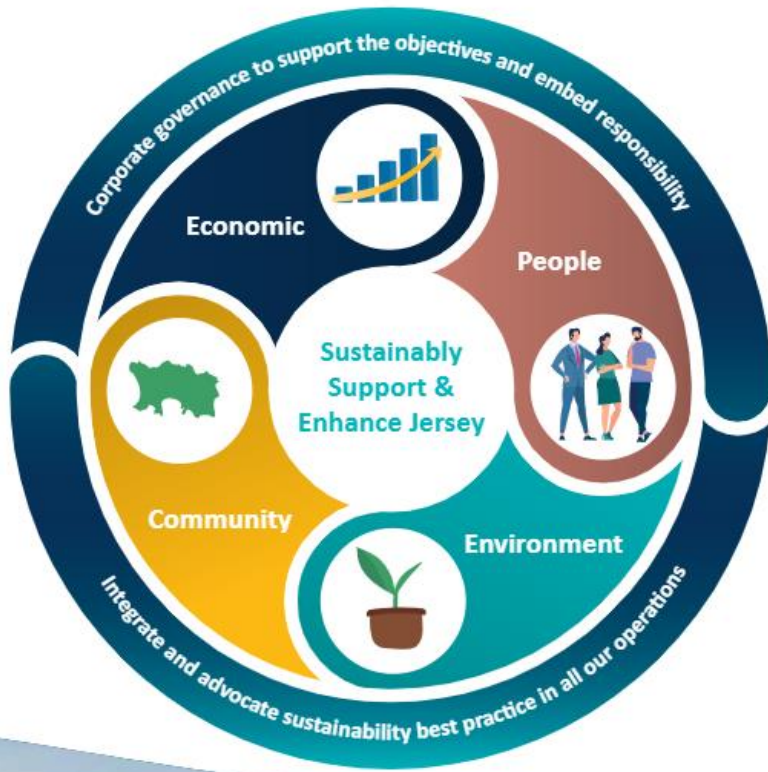 Corporate governance to support the objectives and embed responsibility
Economic
People
Sustainably
Support &
Enhance Jersey
Community
Environment
Integrate and advocate sustainability best practice in all our operations